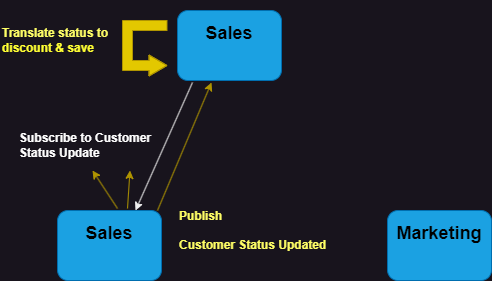 Sales
Translate status to
discount & save
Subscribe to Customer
Status Update
Sales
Publish
Customer Status Updated
Marketing